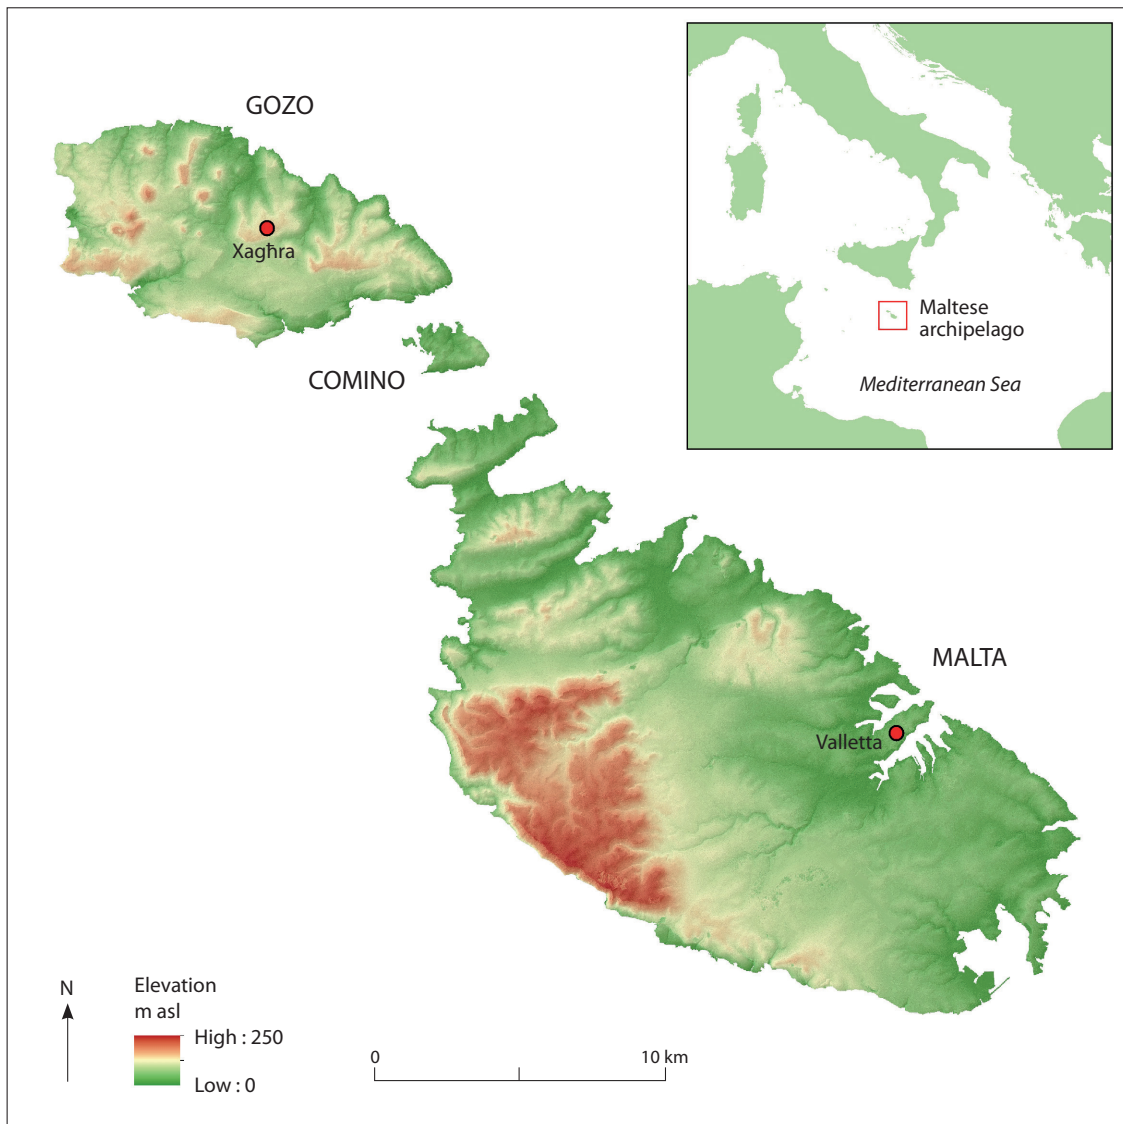 GOZO
Xagħra
COMINO
Maltese
archipelago
Mediterranean Sea
MALTA
Valletta
N
Elevation
m asl
High : 250
Low : 0
0
10 km